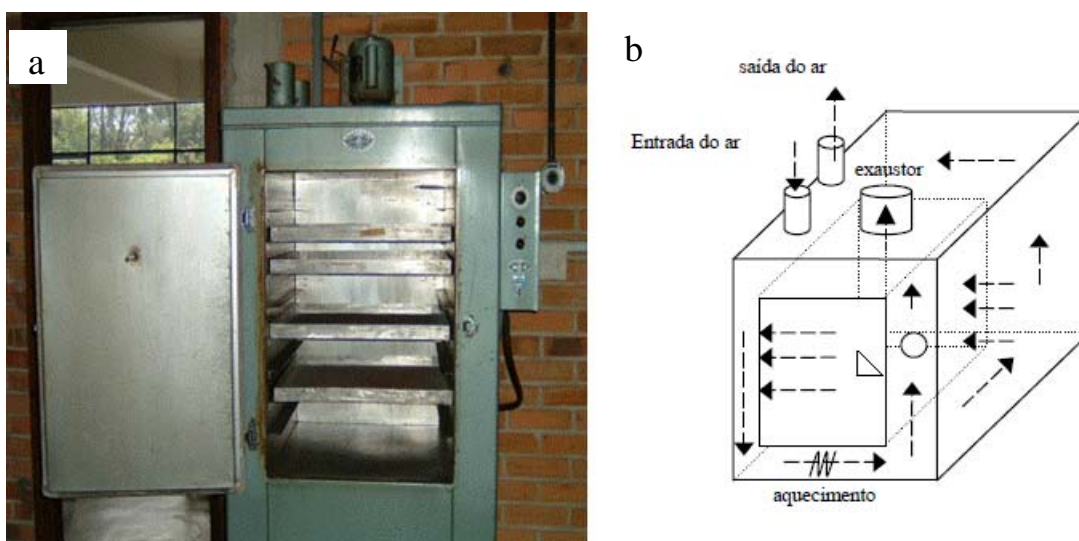 a
b
saída do ar
Entrada do ar
exaustor
aquecimento